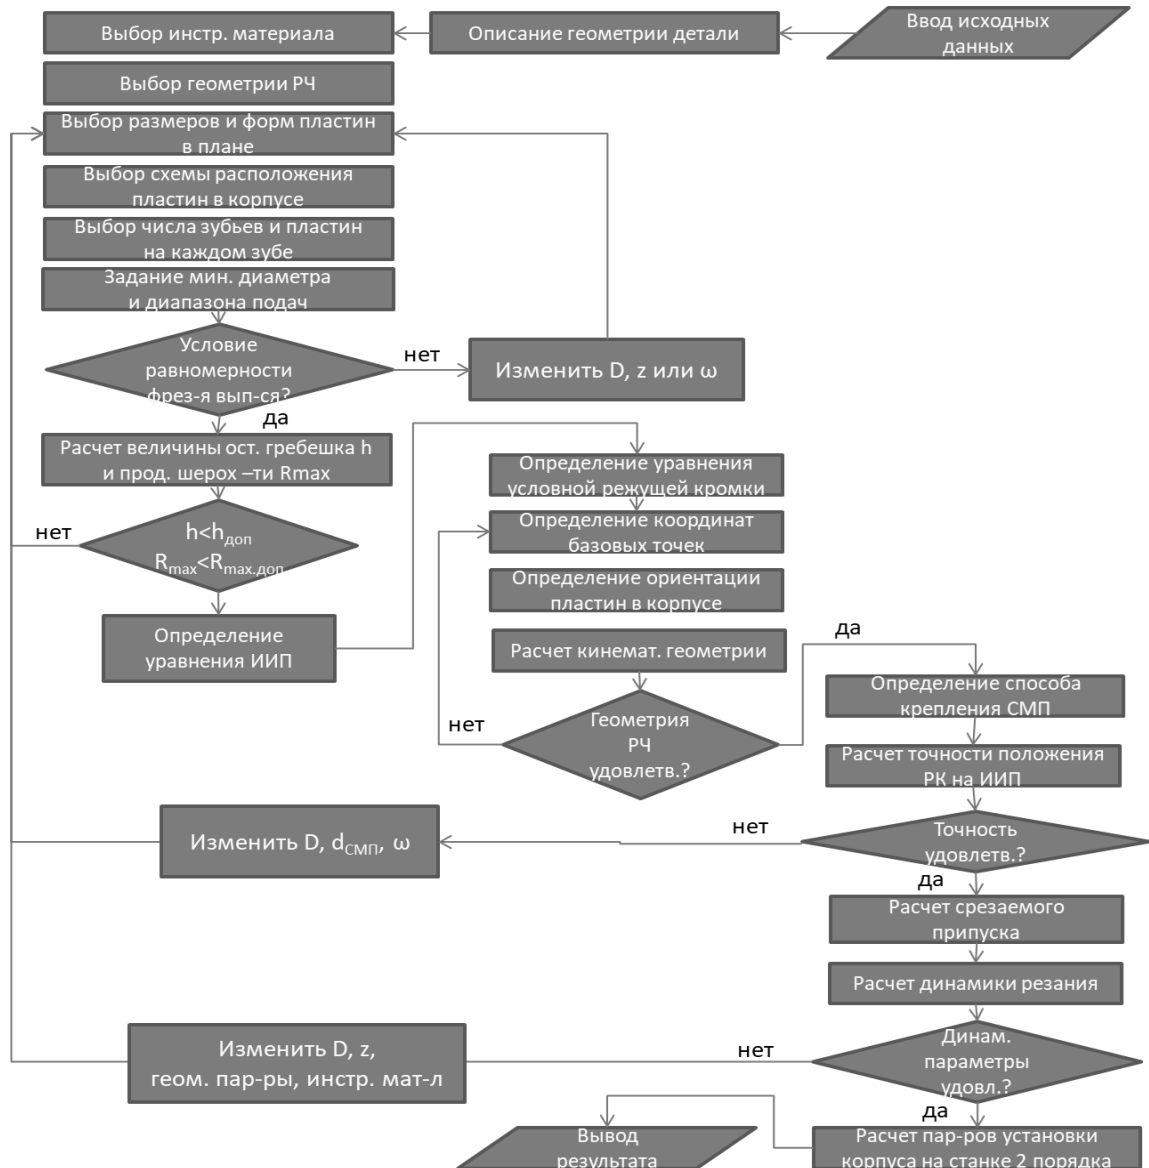 Ввод исходных
данных
Описание геометрии детали
Выбор инстр. материала
Выбор геометрии РЧ
Выбор размеров и форм пластин
в плане
Выбор схемы расположения
пластин в корпусе
Выбор числа зубьев и пластин
на каждом зубе
Задание мин. диаметра
и диапазона подач
Условие
равномерности
фрез-я вып-ся?
нет
Изменить D, z или ω
да
Расчет величины ост. гребешка h
и прод. шерох –ти Rmax
нет
h<hдоп
Rmax<Rmax.доп
Определение
уравнения ИИП
Определение уравнения
условной режущей кромки
Определение координат
базовых точек
Определение ориентации
пластин в корпусе
Расчет кинемат. геометрии
Геометрия
РЧ
удовлетв.?
нет
да
Определение способа
крепления СМП
Расчет точности положения
РК на ИИП
Точность
удовлетв.?
нет
Изменить D, dСМП, ω
да
Расчет срезаемого
припуска
Расчет динамики резания
Динам.
параметры
удовл.?
нет
Изменить D, z,
геом. пар-ры, инстр. мат-л
да
Расчет пар-ров установки
корпуса на станке 2 порядка
Вывод
результата